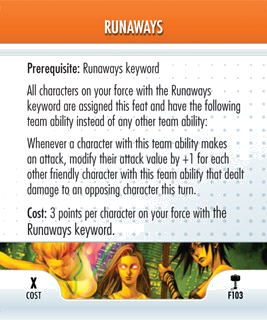 RUNAWAYS
Prerequisite: Runaways keyword
All characters on your force with the Runaways
keyword are assigned this feat and have the following
team ability instead of any other team ability:
Whenever a character with this team ability makes
an attack, modify their attack value by +1 for each
other friendly character with this team ability that dealt
damage to an opposing character this turn.
Cost: 3 points per character on your force with the
Runaways keyword.
X
COST
F103